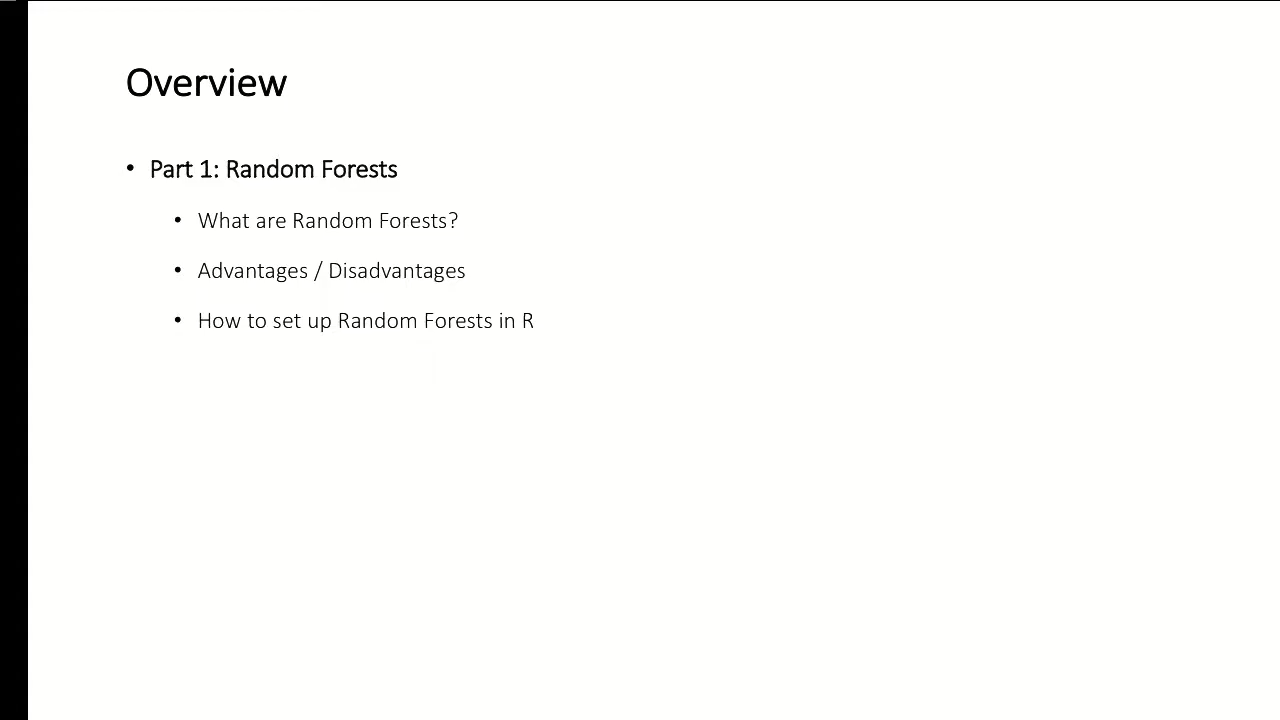 Overview
• Part 1: Random Forests
• What are Random Forests?
• Advantages / Disadvantages
• How to set up Random Forests in R